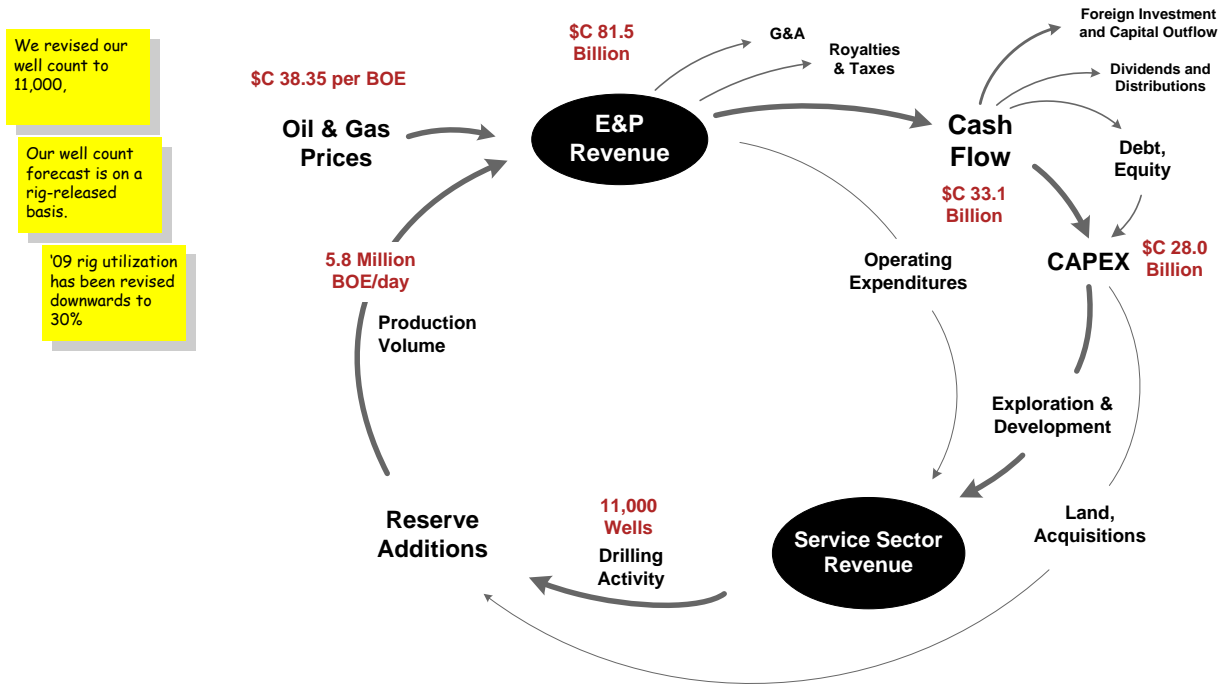 We revised our
well count to
11,000,
Our well count
forecast is on a
rig-released
basis.
'09 rig utilization
has been revised
downwards to
30%
$C 38.35 per BOE
Oil & Gas
Prices
$C 81.5
Billion
E&P
Revenue
G&A
Royalties
& Taxes
Foreign Investment
and Capital Outflow
Dividends and
Distributions
Cash
Flow
$C 33.1
Billion
Debt,
Equity
CAPEX
$C 28.0
Billion
Operating
Expenditures
Exploration &
Development
Land,
Acquisitions
Service Sector
Revenue
11,000
Wells
Drilling
Activity
Reserve
Additions
5.8 Million
BOE/day
Production
Volume